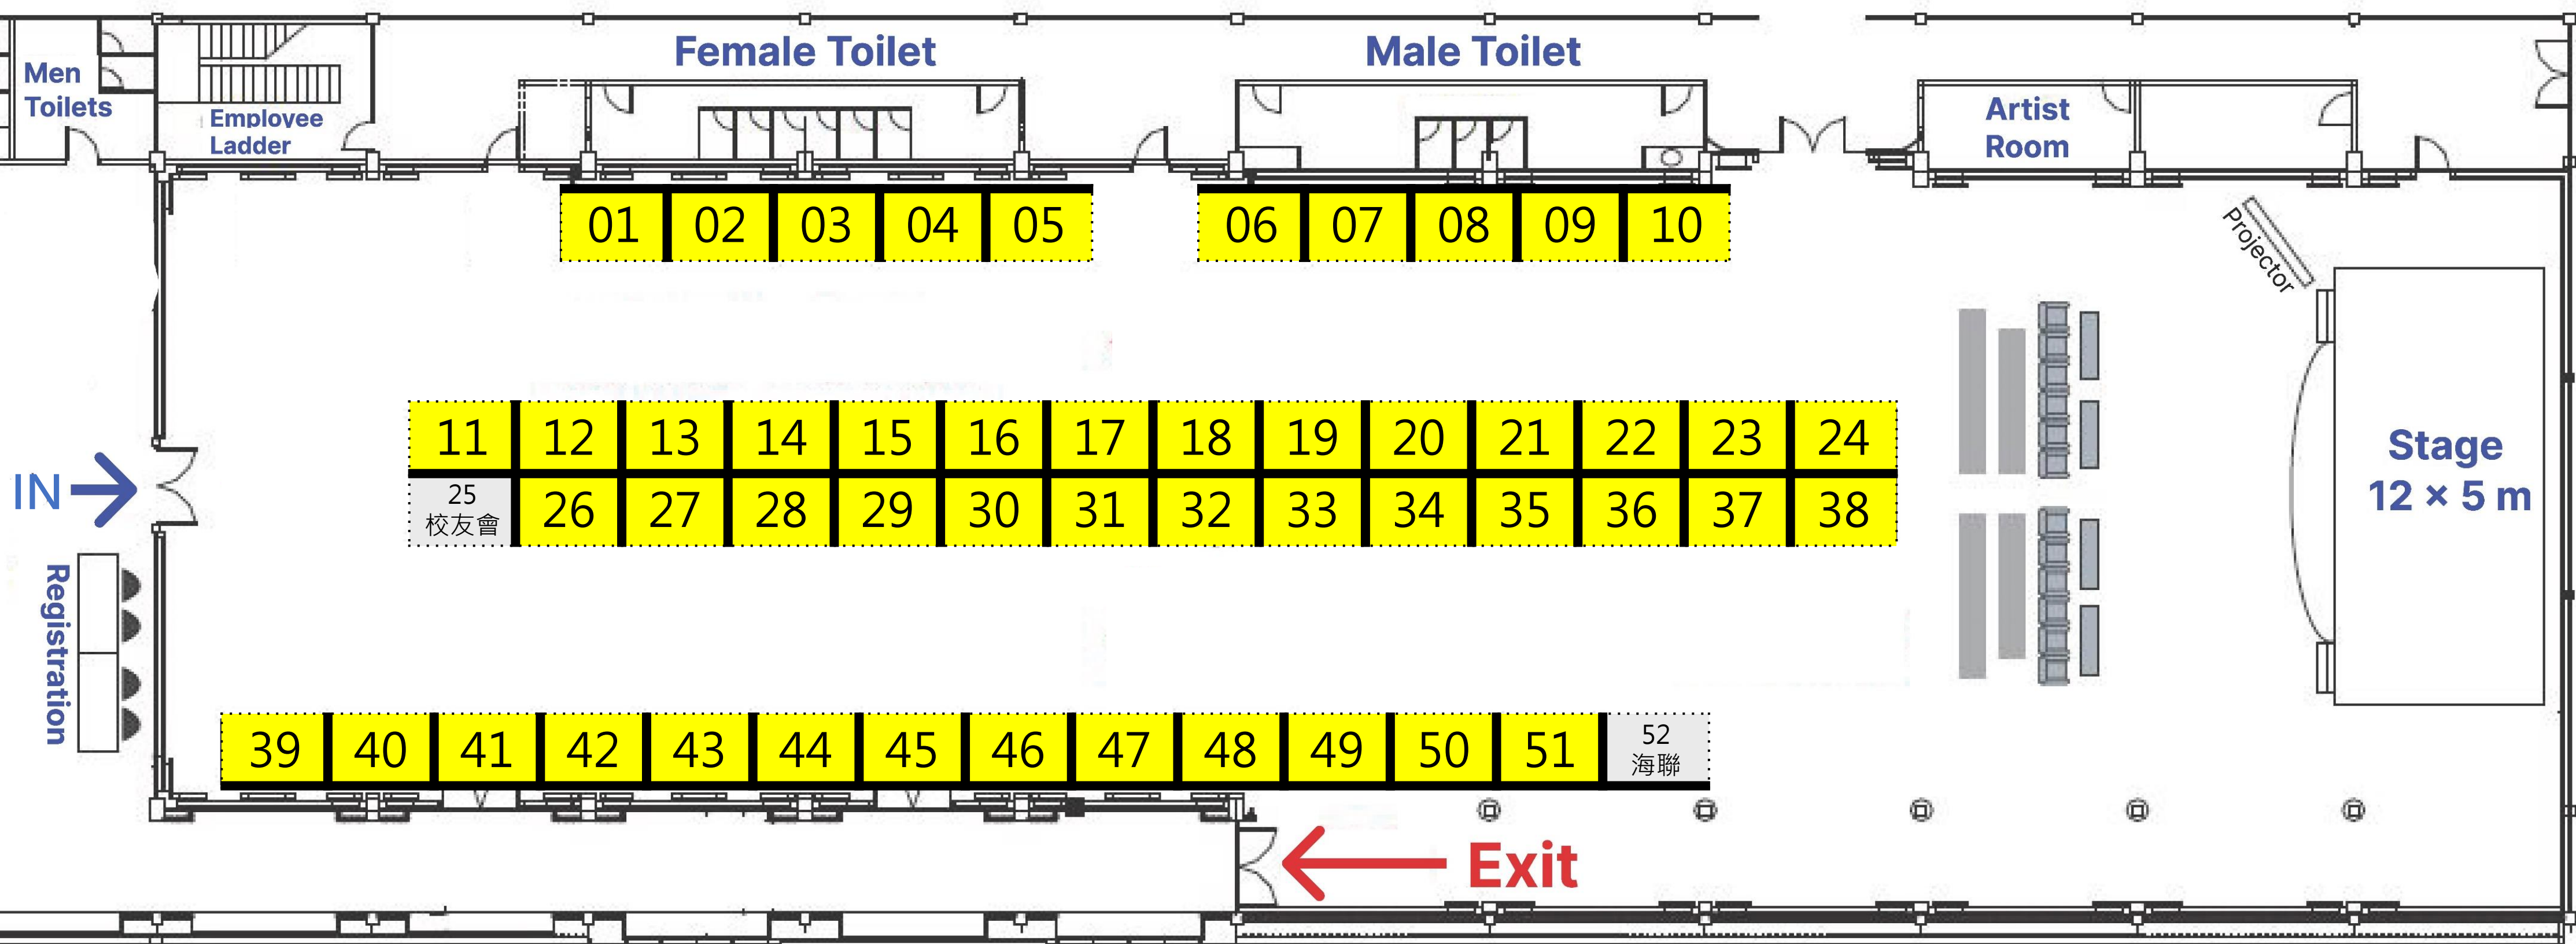 Female Toilet
Male Toilet
Men
Toilets
Employee
Ladder
Artist
Room
01 02 03 04 05
06 07 08 09 10
Projector
11 12 13 14 15 16 17 18 19 20 21 22 23 24
25
校友會
26 27 28 29 30 31 32 33 34 35 36 37 38
IN
Stage
12 × 5 m
Registration
39 40 41 42 43 44 45 46 47 48 49 50 51
52
海聯
Exit